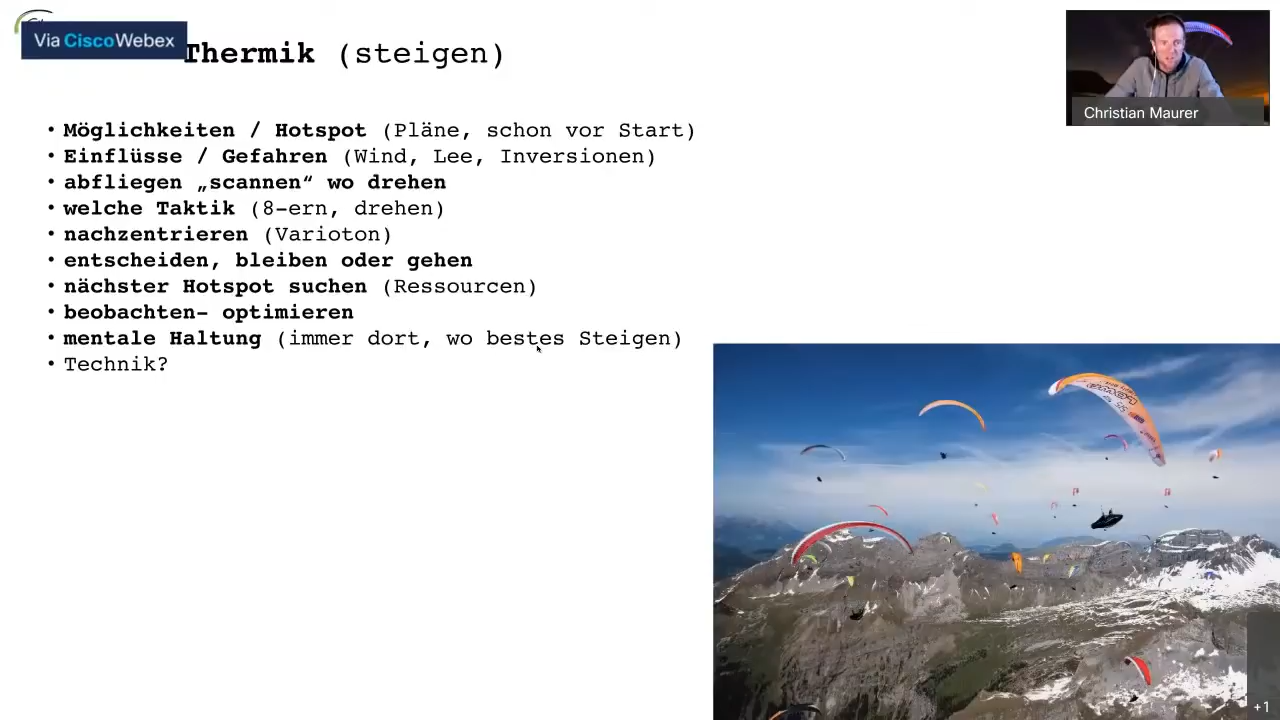 Via Cisco Webex
Thermik (steigen)
Christian Maurer
• Möglichkeiten / Hotspot (Pläne, schon vor Start)
• Einflüsse / Gefahren (Wind, Lee, Inversionen)
• abfliegen „scannen“ wo drehen
• welche Taktik (8-ern, drehen)
• nachzentrieren (Varioton)
• entscheiden, bleiben oder gehen
• nächster Hotspot suchen (Ressourcen)
• beobachten- optimieren
• mentale Haltung (immer dort, wo bestes Steigen)
• Technik?
+1